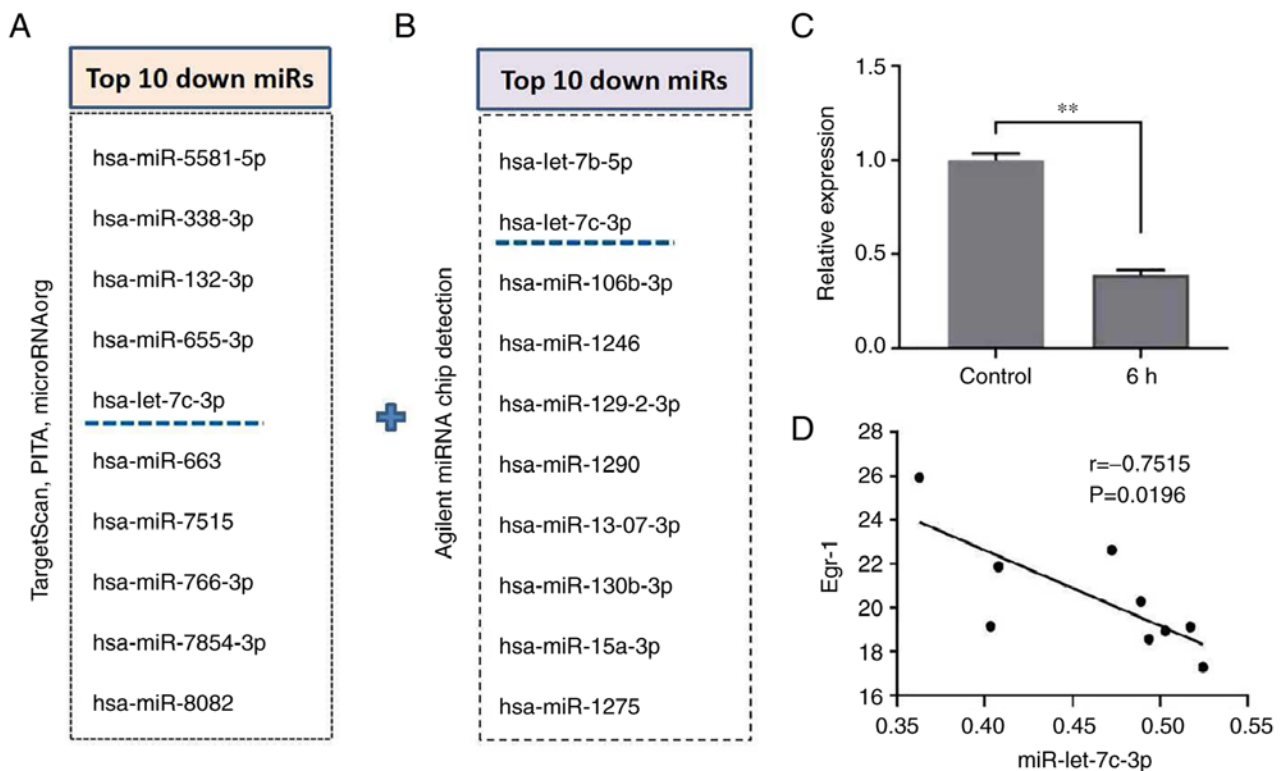 A
Top 10 down miRs
TargetScan, PITA, microRNAorg
hsa-miR-5581-5p
hsa-miR-338-3p
hsa-miR-132-3p
hsa-miR-655-3p
hsa-let-7c-3p
hsa-miR-663
hsa-miR-7515
hsa-miR-766-3p
hsa-miR-7854-3p
hsa-miR-8082
B
Top 10 down miRs
Agilent miRNA chip detection
hsa-let-7b-5p
hsa-let-7c-3p
hsa-miR-106b-3p
hsa-miR-1246
hsa-miR-129-2-3p
hsa-miR-1290
hsa-miR-13-07-3p
hsa-miR-130b-3p
hsa-miR-15a-3p
hsa-miR-1275
C
Relative expression
1.5
1.0
0.5
0.0
**
Control
6 h
D
Egr-1
28
26
24
22
20
18
16
r=−0.7515
P=0.0196
0.35
0.40
0.45
0.50
0.55
miR-let-7c-3p